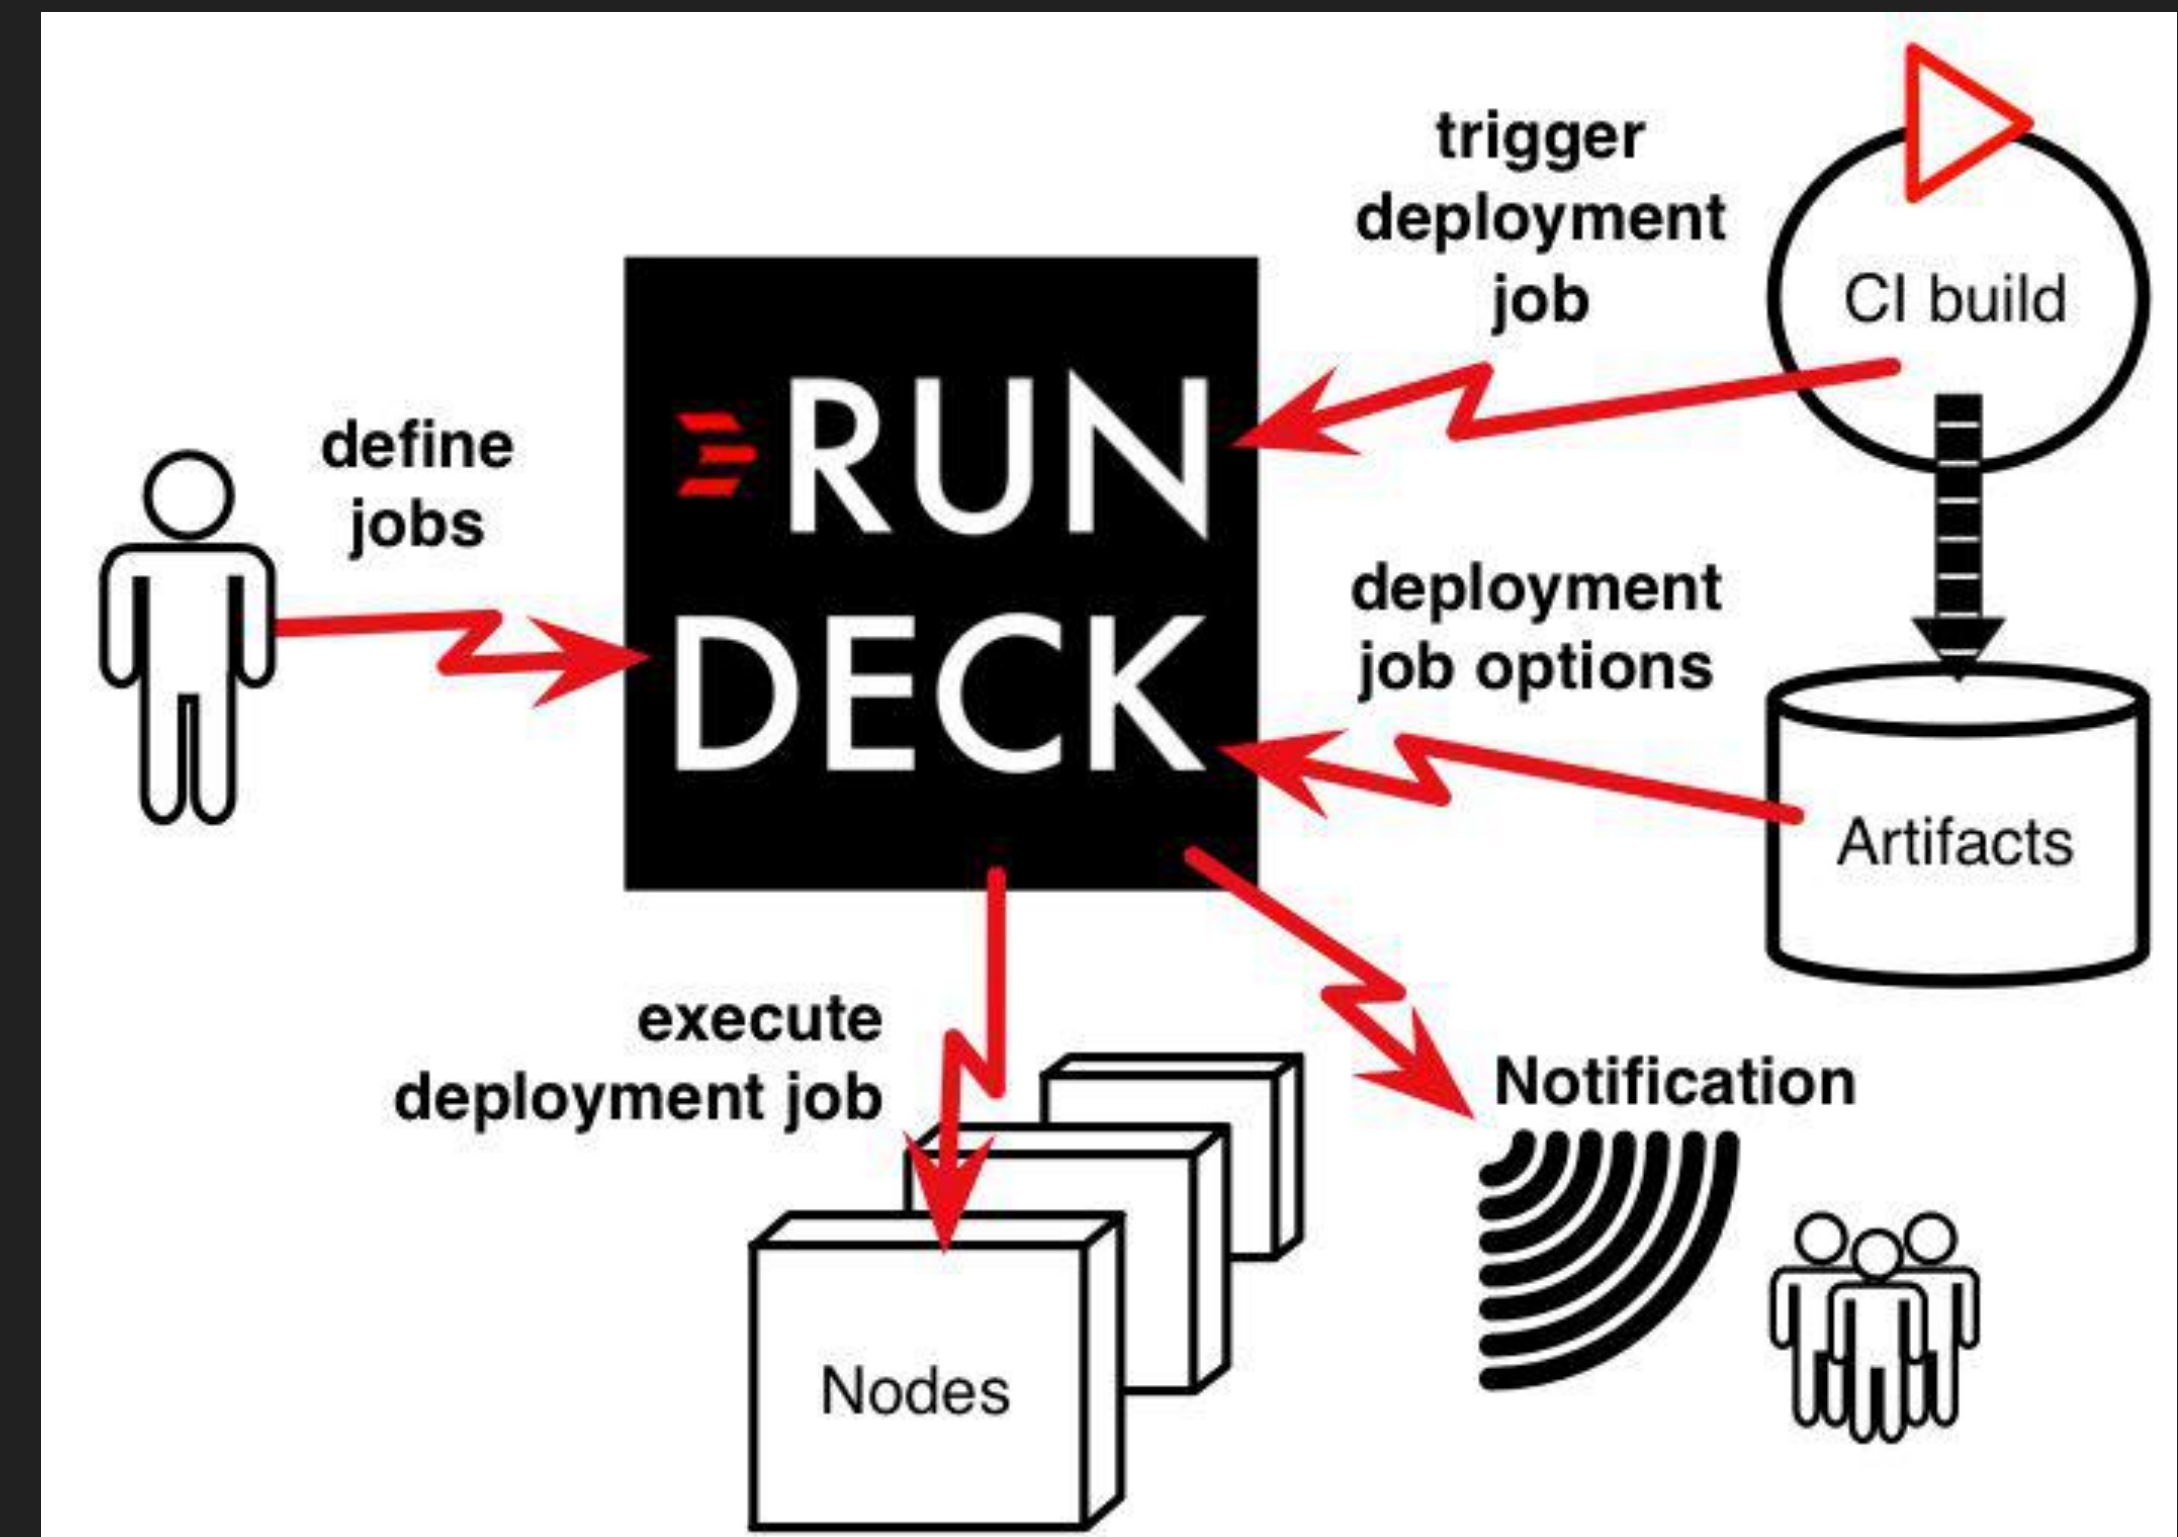 trigger
deployment
job
CI build
define
jobs
RUN
DECK
deployment
job options
Artifacts
execute
deployment job
Notification
Nodes